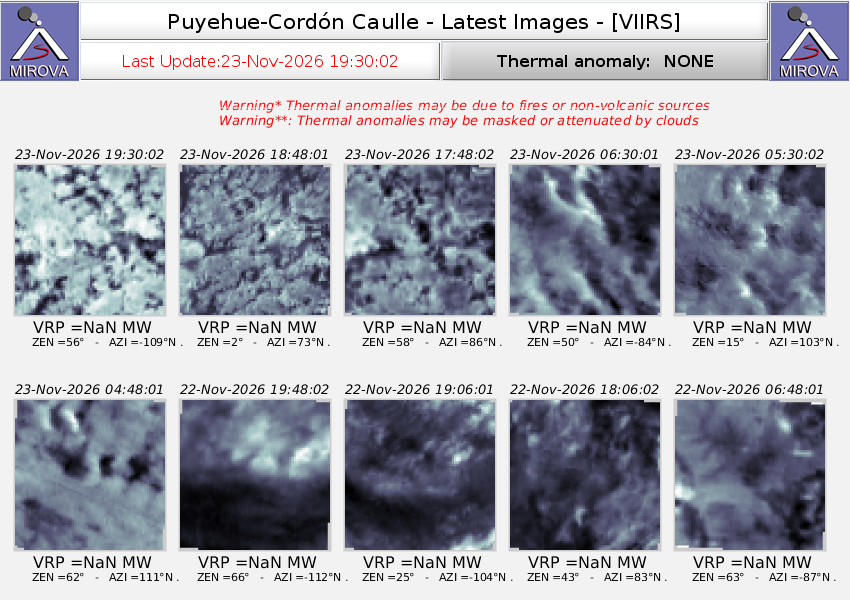 Puyehue-Cordón Caulle - Latest Images - [VIIRS]
MIROVA
Last Update:23-Nov-2026 19:30:02
Thermal anomaly: NONE
MIROVA
Warning* Thermal anomalies may be due to fires or non-volcanic sources
Warning**: Thermal anomalies may be masked or attenuated by clouds
23-Nov-2026 19:30:02
23-Nov-2026 18:48:01
23-Nov-2026 17:48:02
23-Nov-2026 06:30:01
23-Nov-2026 05:30:02
VRP =NaN MW
VRP =NaN MW
VRP =NaN MW
VRP =NaN MW
VRP =NaN MW
ZEN =56° - AZI =-109°N .
ZEN =2° - AZI =73°N .
ZEN =58° - AZI =86°N .
ZEN =50° - AZI =-84°N .
ZEN =15° - AZI =103°N .
23-Nov-2026 04:48:01
22-Nov-2026 19:48:02
22-Nov-2026 19:06:01
22-Nov-2026 18:06:02
22-Nov-2026 06:48:01
VRP =NaN MW
VRP =NaN MW
VRP =NaN MW
VRP =NaN MW
VRP =NaN MW
ZEN =62° - AZI =111°N .
ZEN =66° - AZI =-112°N .
ZEN =25° - AZI =-104°N .
ZEN =43° - AZI =83°N .
ZEN =63° - AZI =-87°N .